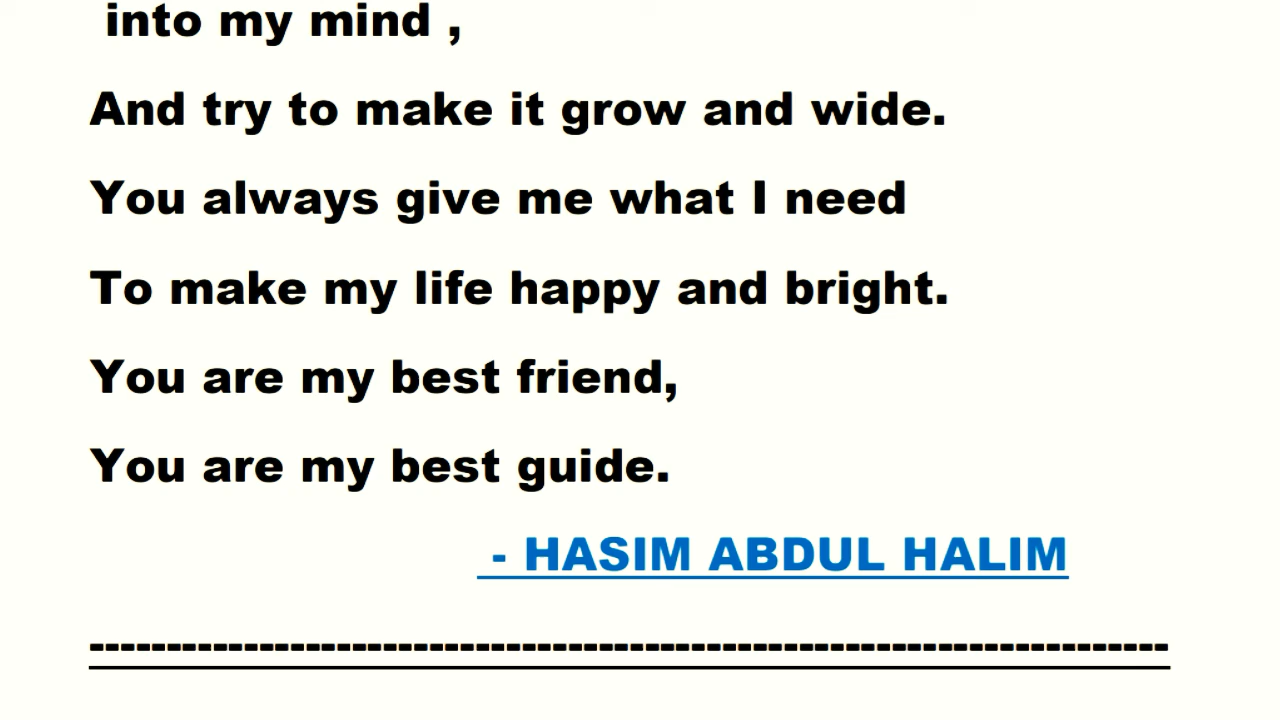 into my mind ,
And try to make it grow and wide.
You always give me what I need
To make my life happy and bright.
You are my best friend,
You are my best guide.
- HASIM ABDUL HALIM
----------------------------------------------------------------------